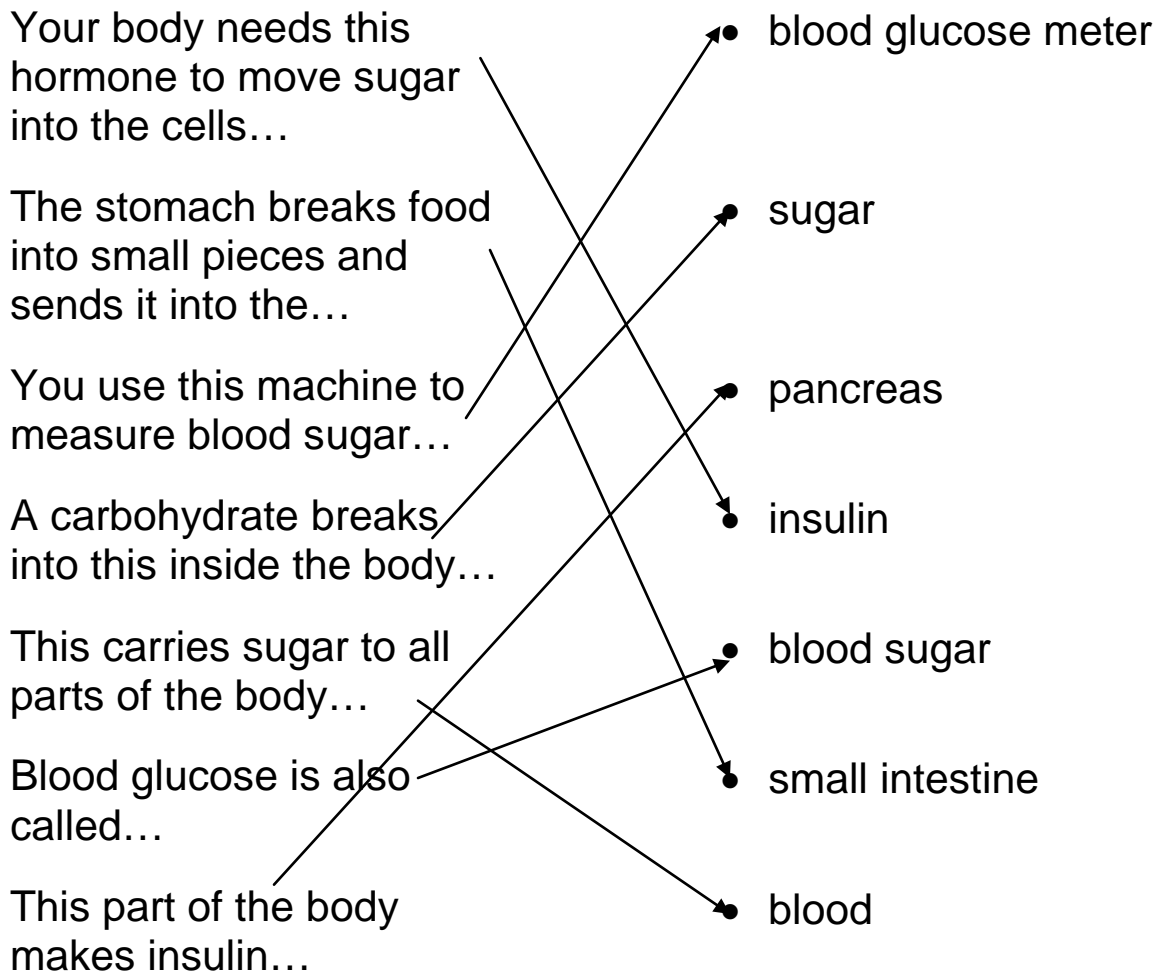 Your body needs this
hormone to move sugar
into the cells…
The stomach breaks food
into small pieces and
sends it into the…
You use this machine to
measure blood sugar…
A carbohydrate breaks
into this inside the body…
This carries sugar to all
parts of the body…
Blood glucose is also
called…
This part of the body
makes insulin…
• blood glucose meter
• sugar
• pancreas
• insulin
• blood sugar
• small intestine
• blood